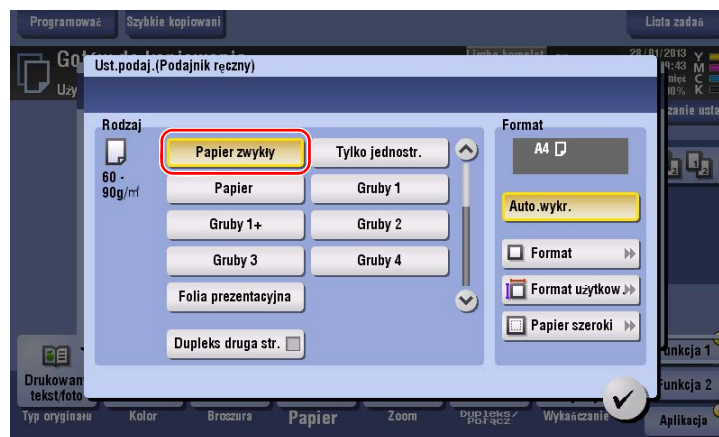 Programować Szybkie kopiowani Lista zadań
28/01/2013 Y
M
C
K
Ust.podaj.(Podajnik ręczny)
Rodzaj Format
Papier zwykły Tylko jednostr. A4
60 -
90g/m²
Papier Gruby 1
Auto.wykr.
Gruby 1+ Gruby 2
Gruby 3 Gruby 4 Format
Folia prezentacyjna Format użytkow.
Papier szeroki
Dupleks druga str.
Funkcja 2
Drukowan
tekst/foto
Typ oryginału Kolor Broszura Papier Zoom Dupleks/
Połącz Wykańczanie Aplikacja